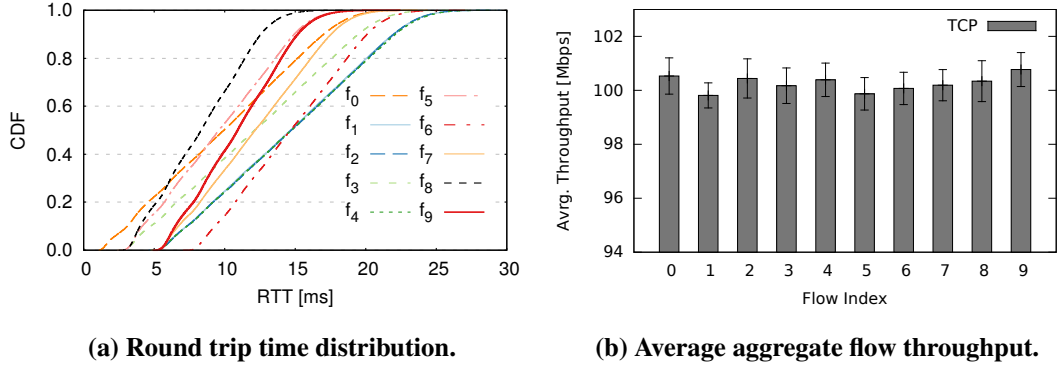 1.0
0.8
0.6
0.4
0.2
0.0
CDF
f0 f5
f1 f6
f2 f7
f3 f8
f4 f9
0 5 10 15 20 25 30
RTT [ms]
(a) Round trip time distribution.
TCP
102
100
98
96
94
Avrg. Throughput [Mbps]
0 1 2 3 4 5 6 7 8 9
Flow Index
(b) Average aggregate flow throughput.